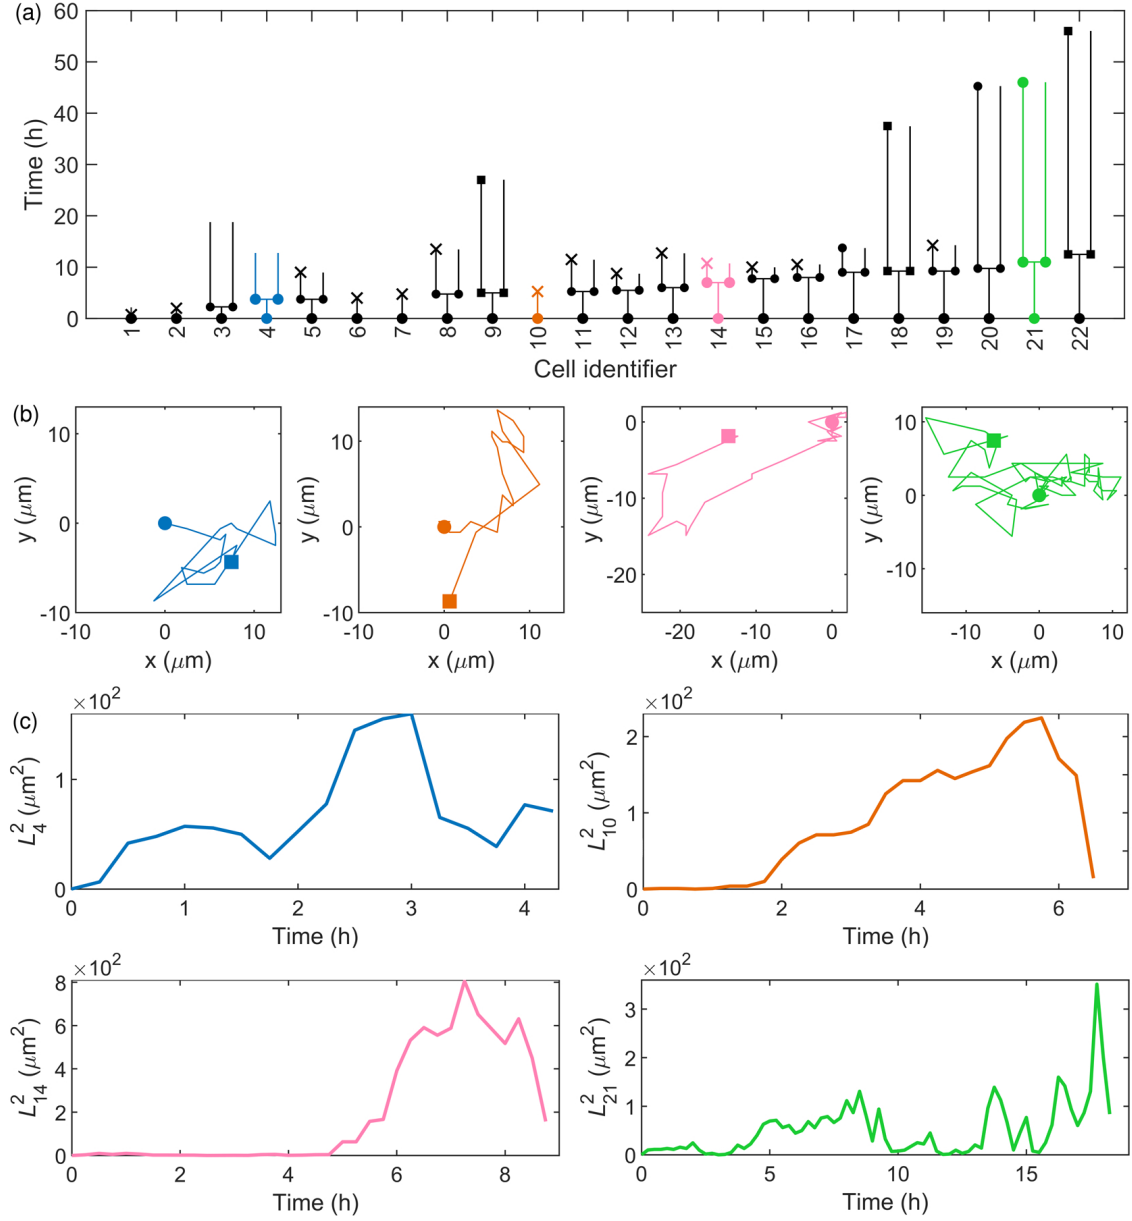 (a)
60
50
40
30
20
10
0
Time (h)
1 2 3 4 5 6 7 8 9 10 11 12 13 14 15 16 17 18 19 20 21 22
Cell identifier
(b)
10
0
-10
y (μm)
-10 0 10
x (μm)
10
0
-10
y (μm)
-10 0 10
x (μm)
0
-10
-20
y (μm)
-20 -10 0
x (μm)
10
0
-10
y (μm)
-10 0 10
x (μm)
(c)
×10²
1
0
L₄² (μm²)
0 1 2 3 4
Time (h)
×10²
2
1
0
L₁₀² (μm²)
0 2 4 6
Time (h)
×10²
8
6
4
2
0
L₁₄² (μm²)
0 2 4 6 8
Time (h)
×10²
3
2
1
0
L₂₁² (μm²)
0 5 10 15
Time (h)